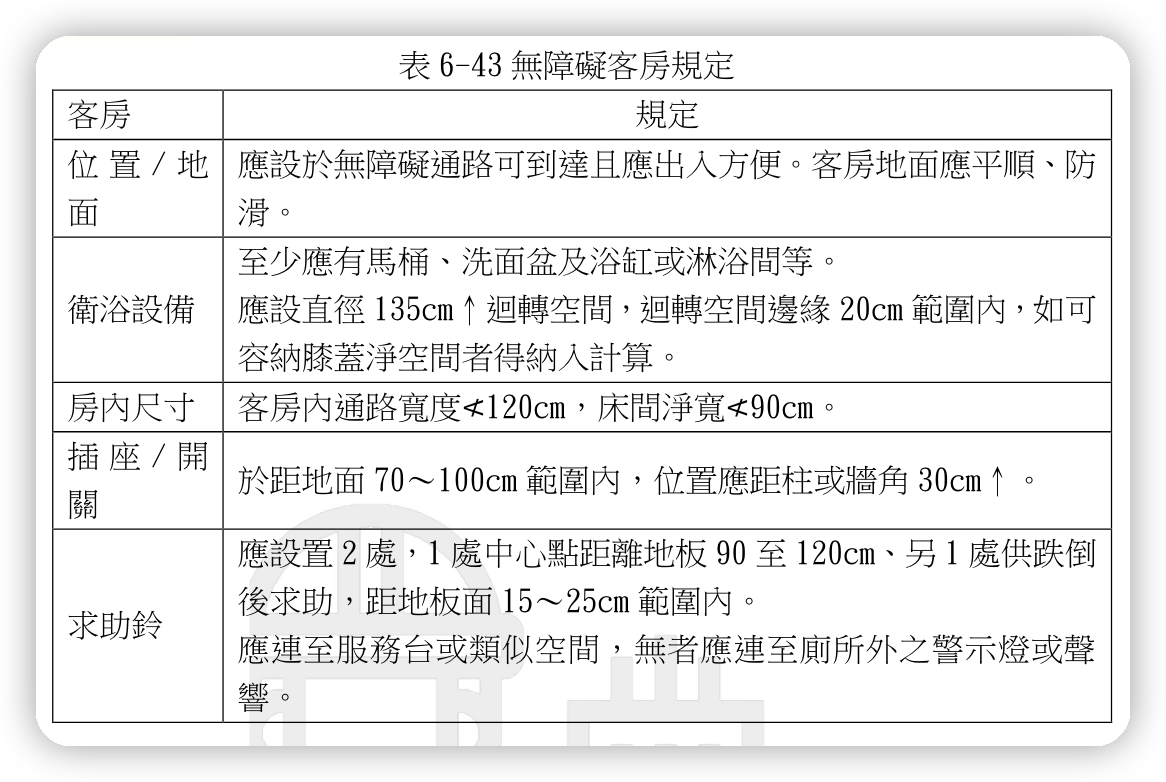 表 6-43 無障礙客房規定
客房
規定
位置/地
面
應設於無障礙通路可到達且應出入方便。客房地面應平順、防
滑。
衛浴設備
至少應有馬桶、洗面盆及浴缸或淋浴間等。
應設直徑 135cm↑迴轉空間，迴轉空間邊緣 20cm 範圍內，如可
容納膝蓋淨空間者得納入計算。
房內尺寸
客房內通路寬度≮120cm，床間淨寬≮90cm。
插座/開
關
於距地面 70～100cm 範圍內，位置應距柱或牆角 30cm↑。
求助鈴
應設置 2 處，1 處中心點距離地板 90 至 120cm、另 1 處供跌倒
後求助，距地板面 15～25cm 範圍內。
應連至服務台或類似空間，無者應連至廁所外之警示燈或聲
響。